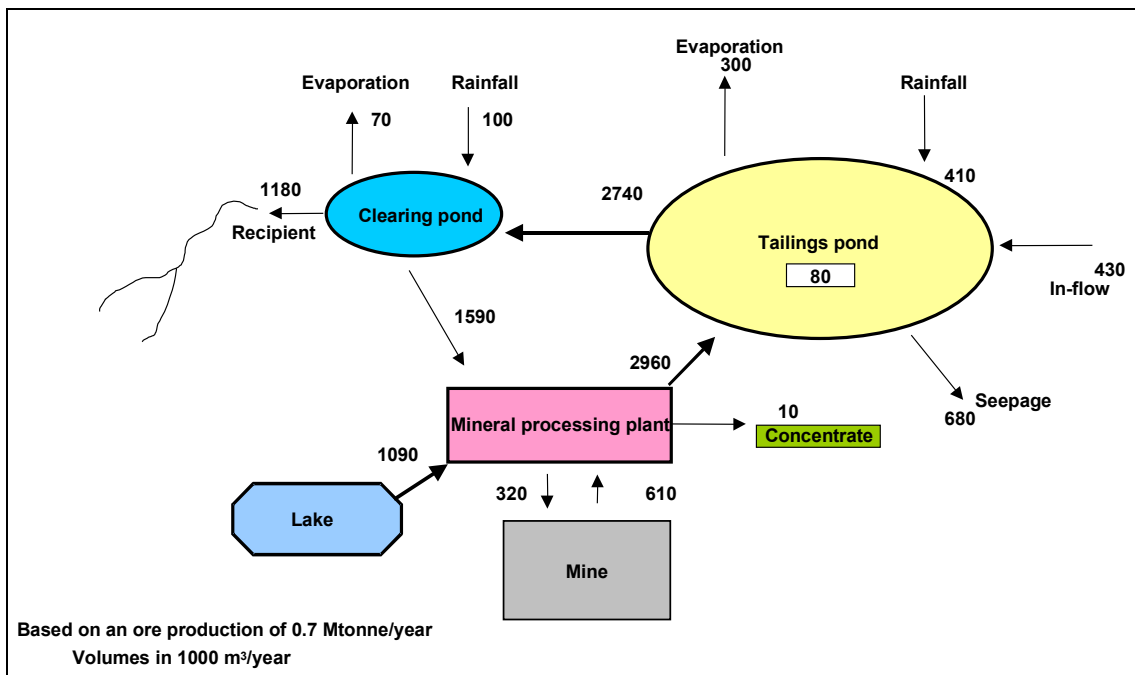 Evaporation
300
Evaporation
70
Rainfall
100
Rainfall
410
1180
Recipient
Clearing pond
2740
Tailings pond
80
430
In-flow
1590
2960
Mineral processing plant
10
Concentrate
Seepage
680
1090
Lake
320
610
Mine
Based on an ore production of 0.7 Mtonne/year
Volumes in 1000 m³/year